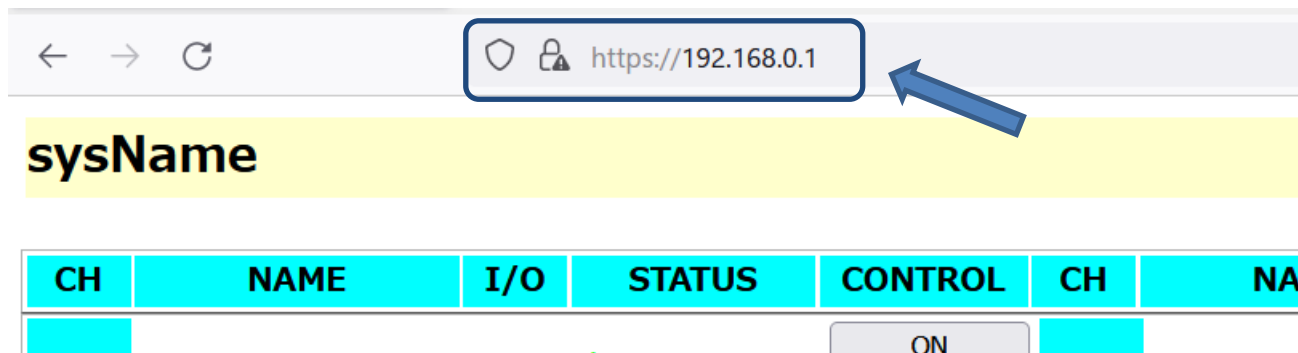 https://192.168.0.1
sysName
CH NAME I/O STATUS CONTROL CH NA
ON